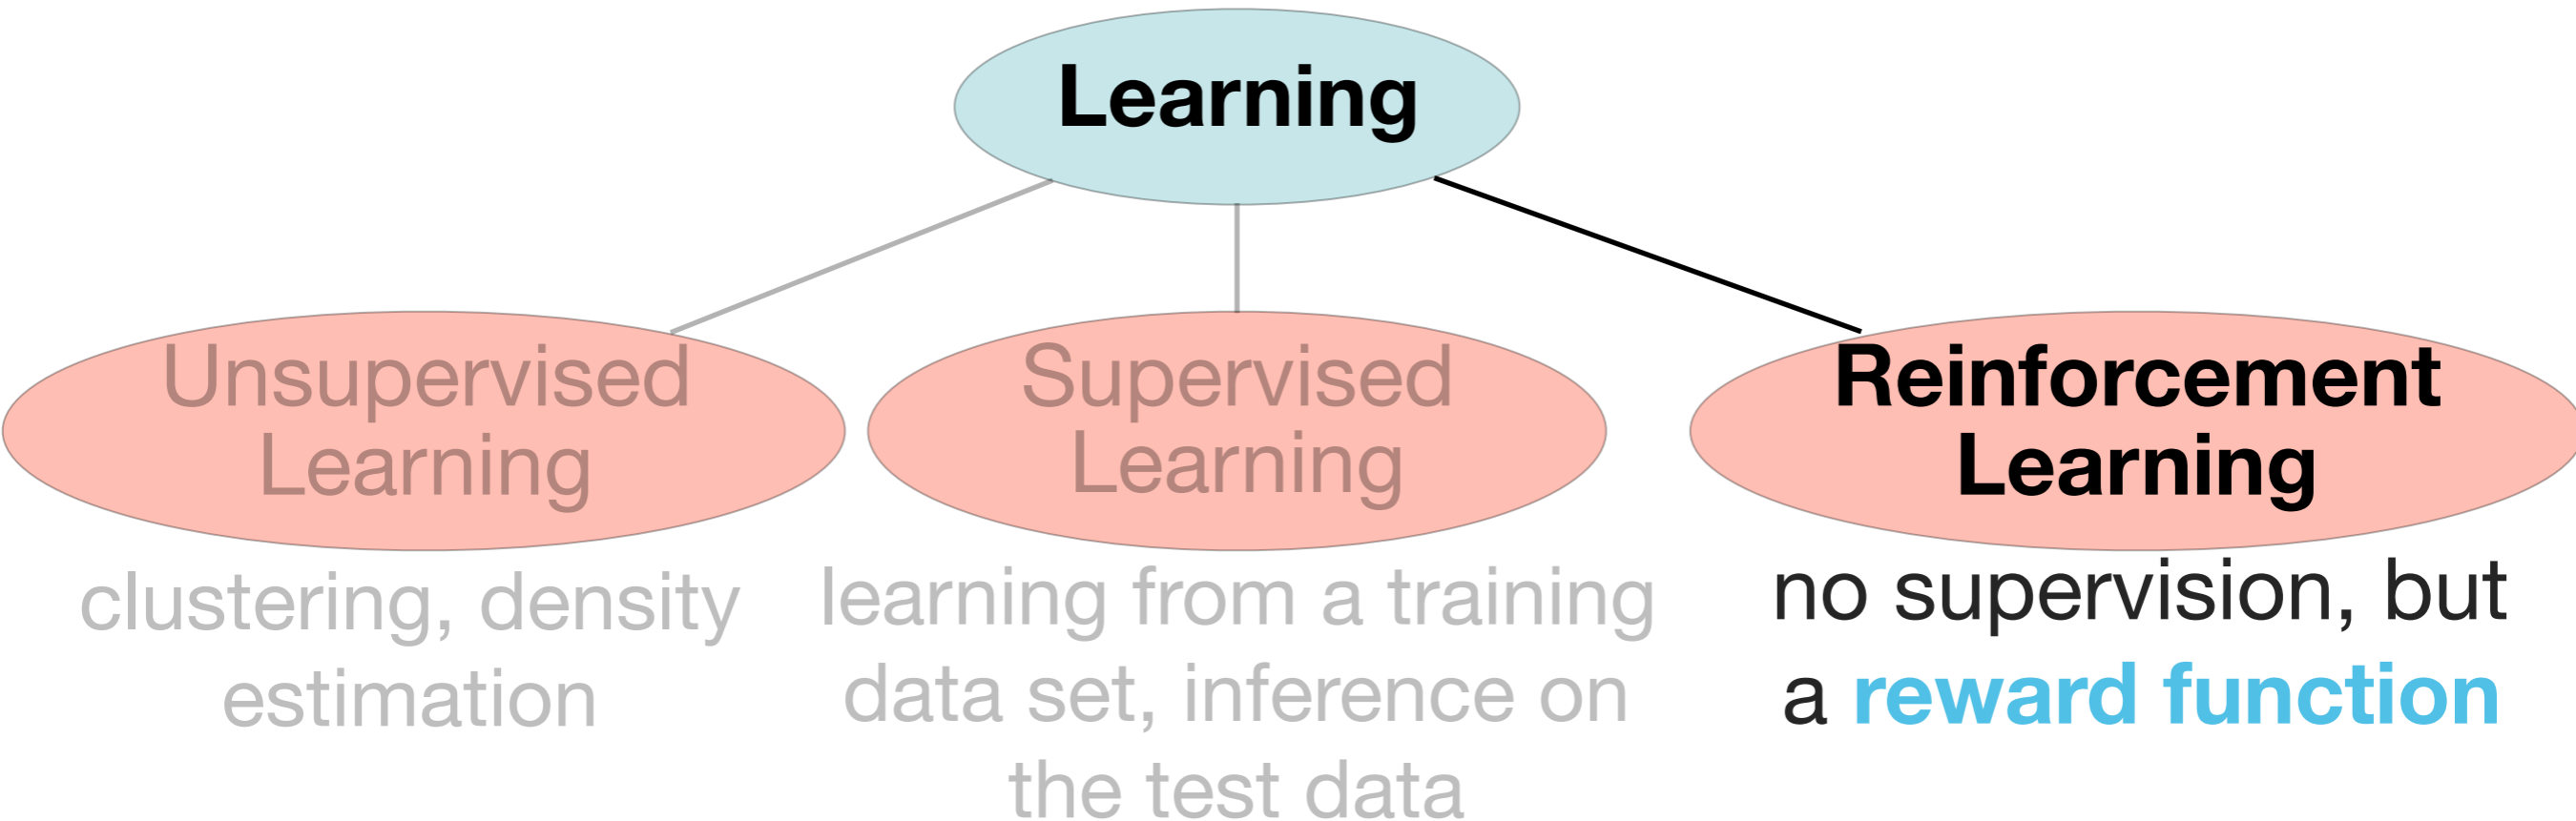 Learning
Unsupervised
Learning
clustering, density
estimation
Supervised
Learning
learning from a training
data set, inference on
the test data
Reinforcement
Learning
no supervision, but
a reward function